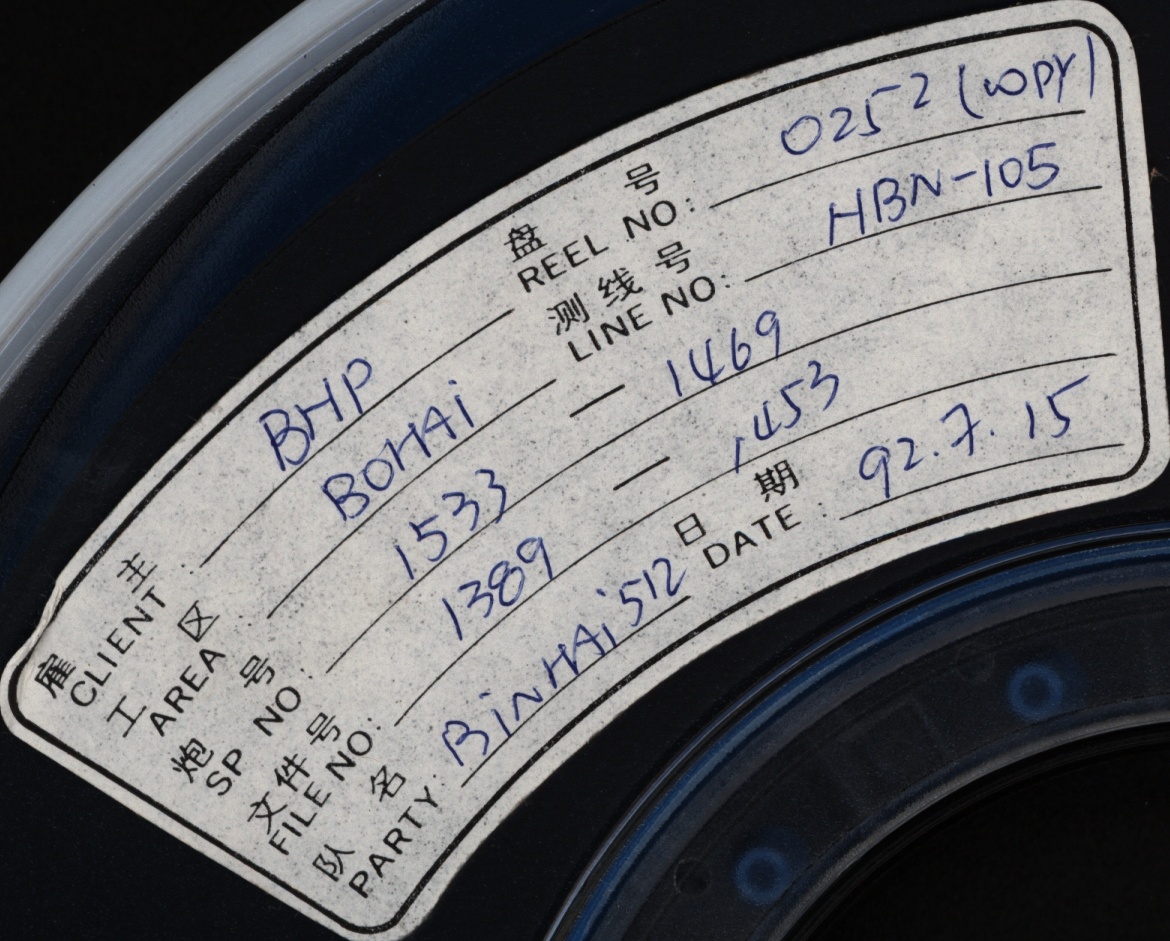 雇主 盘号
CLIENT: BHP REEL NO: 0252 (copy)
工区 测线号
AREA: BOHAi LINE NO: HBN-105
炮号
SP NO: 1533 — 1469
文件号
FILE NO: 1389 — 1453
队名 日期
PARTY: BiNHAi 512 DATE: 92.7.15